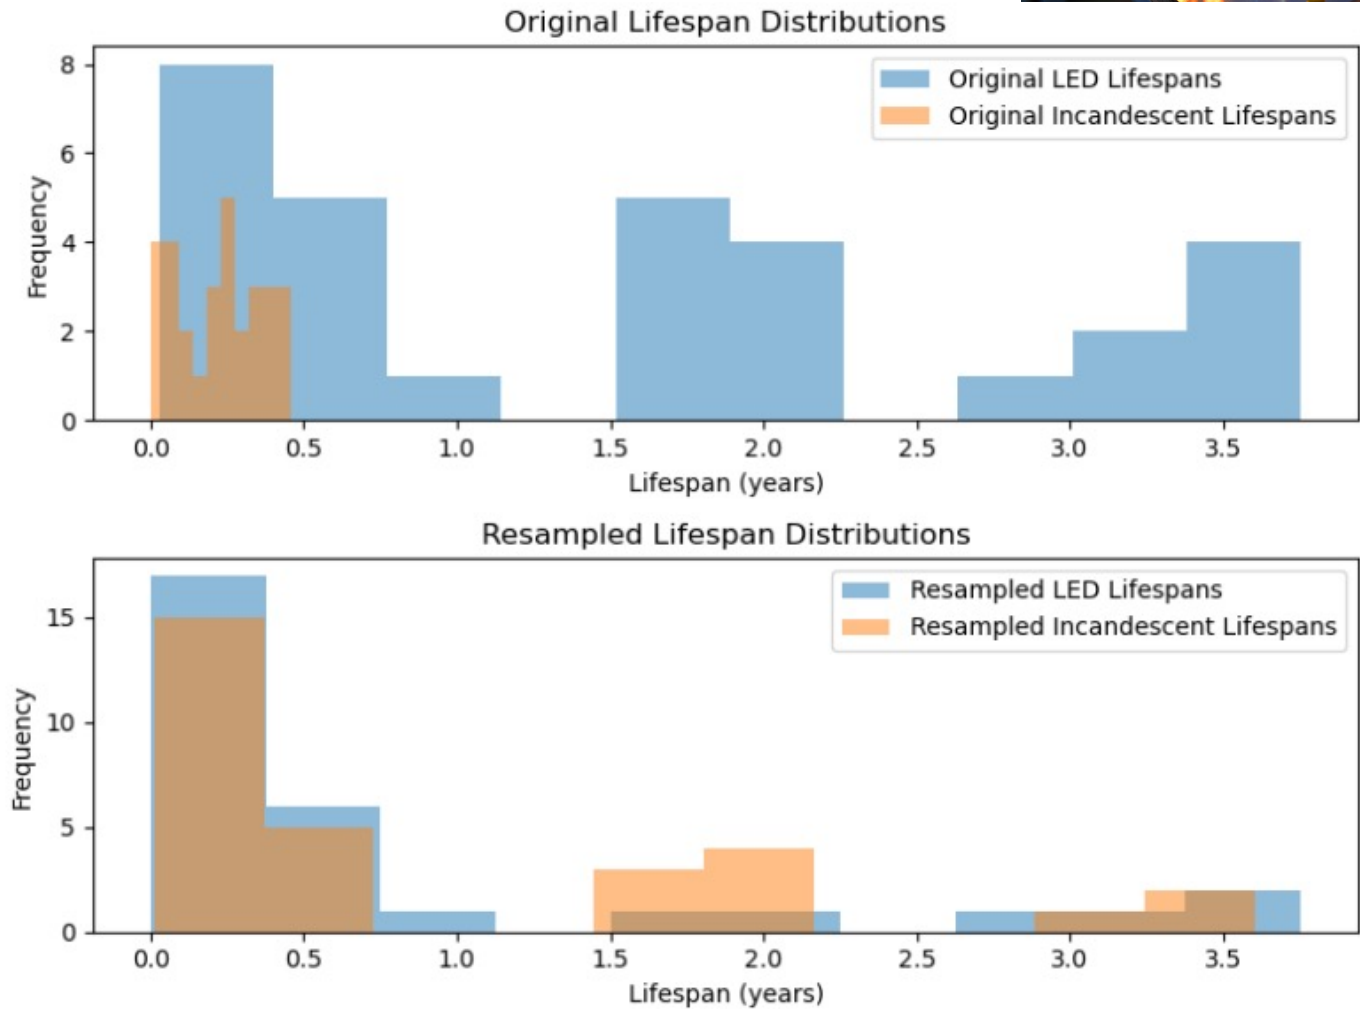 Original Lifespan Distributions
8
6
4
2
0
Frequency
Original LED Lifespans
Original Incandescent Lifespans
0.0 0.5 1.0 1.5 2.0 2.5 3.0 3.5
Lifespan (years)
Resampled Lifespan Distributions
15
10
5
0
Frequency
Resampled LED Lifespans
Resampled Incandescent Lifespans
0.0 0.5 1.0 1.5 2.0 2.5 3.0 3.5
Lifespan (years)